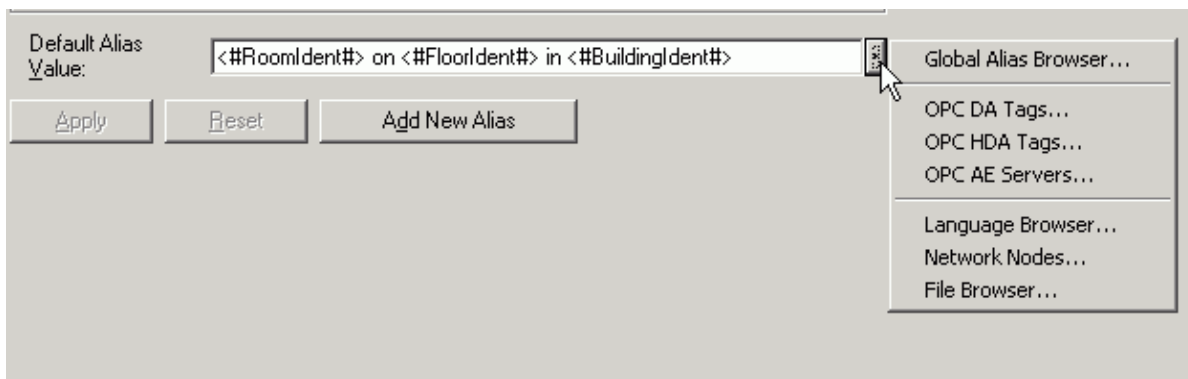 Default Alias
Value:
<#RoomIdent#> on <#FloorIdent#> in <#BuildingIdent#>
Apply
Reset
Add New Alias
Global Alias Browser...
OPC DA Tags...
OPC HDA Tags...
OPC AE Servers...
Language Browser...
Network Nodes...
File Browser...